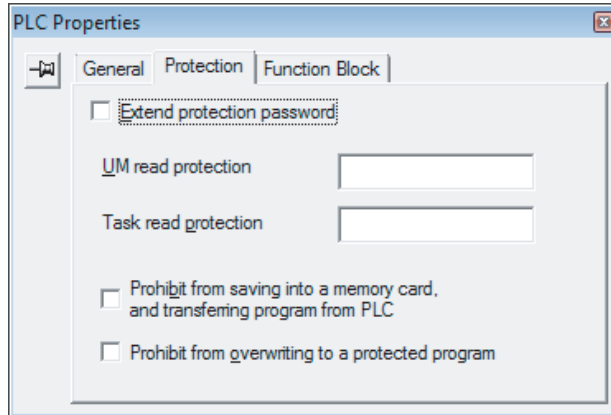 PLC Properties
General Protection Function Block
Extend protection password
UM read protection
Task read protection
Prohibit from saving into a memory card,
and transferring program from PLC
Prohibit from overwriting to a protected program